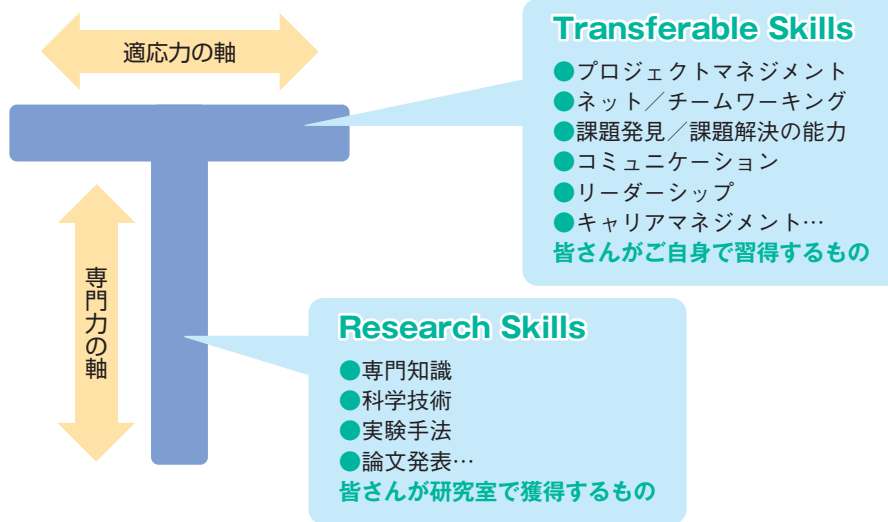 適応力の軸
Transferable Skills
●プロジェクトマネジメント
●ネット／チームワーキング
●課題発見／課題解決の能力
●コミュニケーション
●リーダーシップ
●キャリアマネジメント…
皆さんがご自身で習得するもの
専門力の軸
Research Skills
●専門知識
●科学技術
●実験手法
●論文発表…
皆さんが研究室で獲得するもの